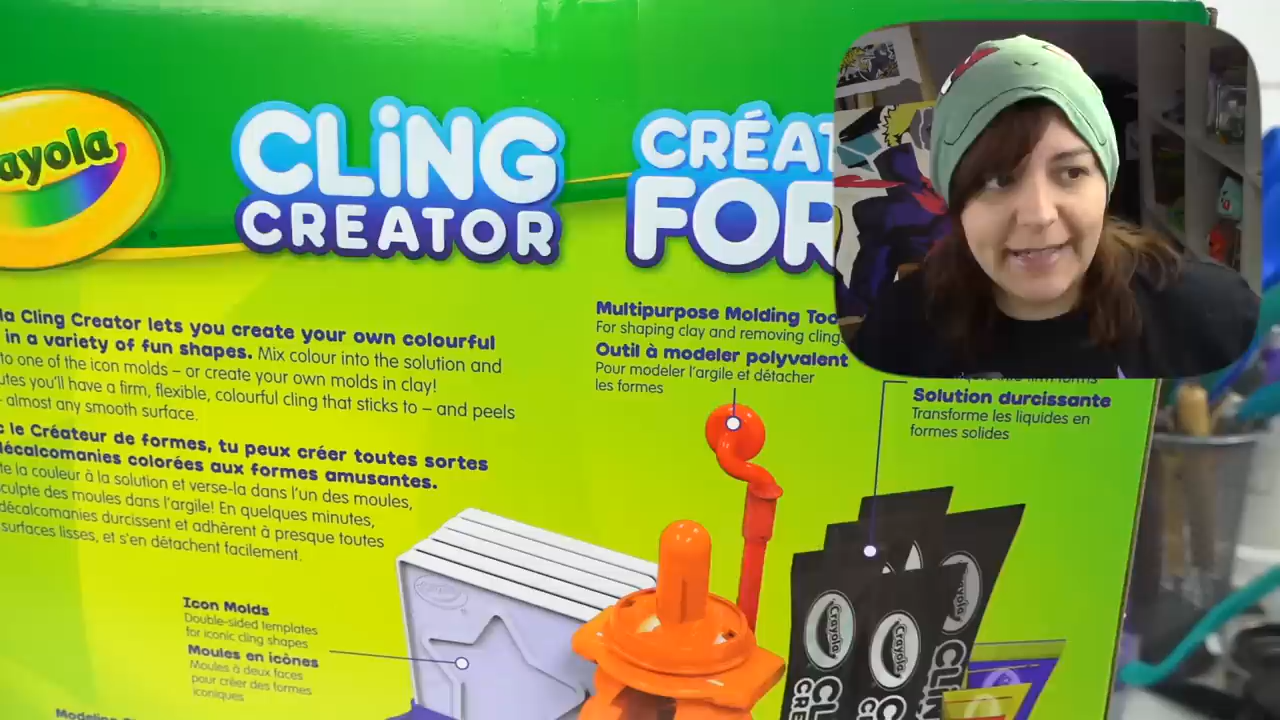 CLiNG
CREATOR
CRÉAT
FOR
Cling Creator lets you create your own colourful
in a variety of fun shapes. Mix colour into the solution and
to one of the icon molds – or create your own molds in clay!
you'll have a firm, flexible, colourful cling that sticks to – and peels
almost any smooth surface.
le Créateur de formes, tu peux créer toutes sortes
décalcomanies colorées aux formes amusantes.
la couleur à la solution et verse-la dans l'un des moules,
sculpte des moules dans l'argile! En quelques minutes,
décalcomanies durcissent et adhèrent à presque toutes
surfaces lisses, et s'en détachent facilement.
Multipurpose Molding Too
For shaping clay and removing cling
Outil à modeler polyvalent
Pour modeler l'argile et détacher
les formes
Solution durcissante
Transforme les liquides en
formes solides
Icon Molds
Double-sided templates
for iconic cling shapes
Moules en icônes
Moules à deux faces
pour créer des formes
iconiques
Modeling
Crayola
Crayola
Crayola